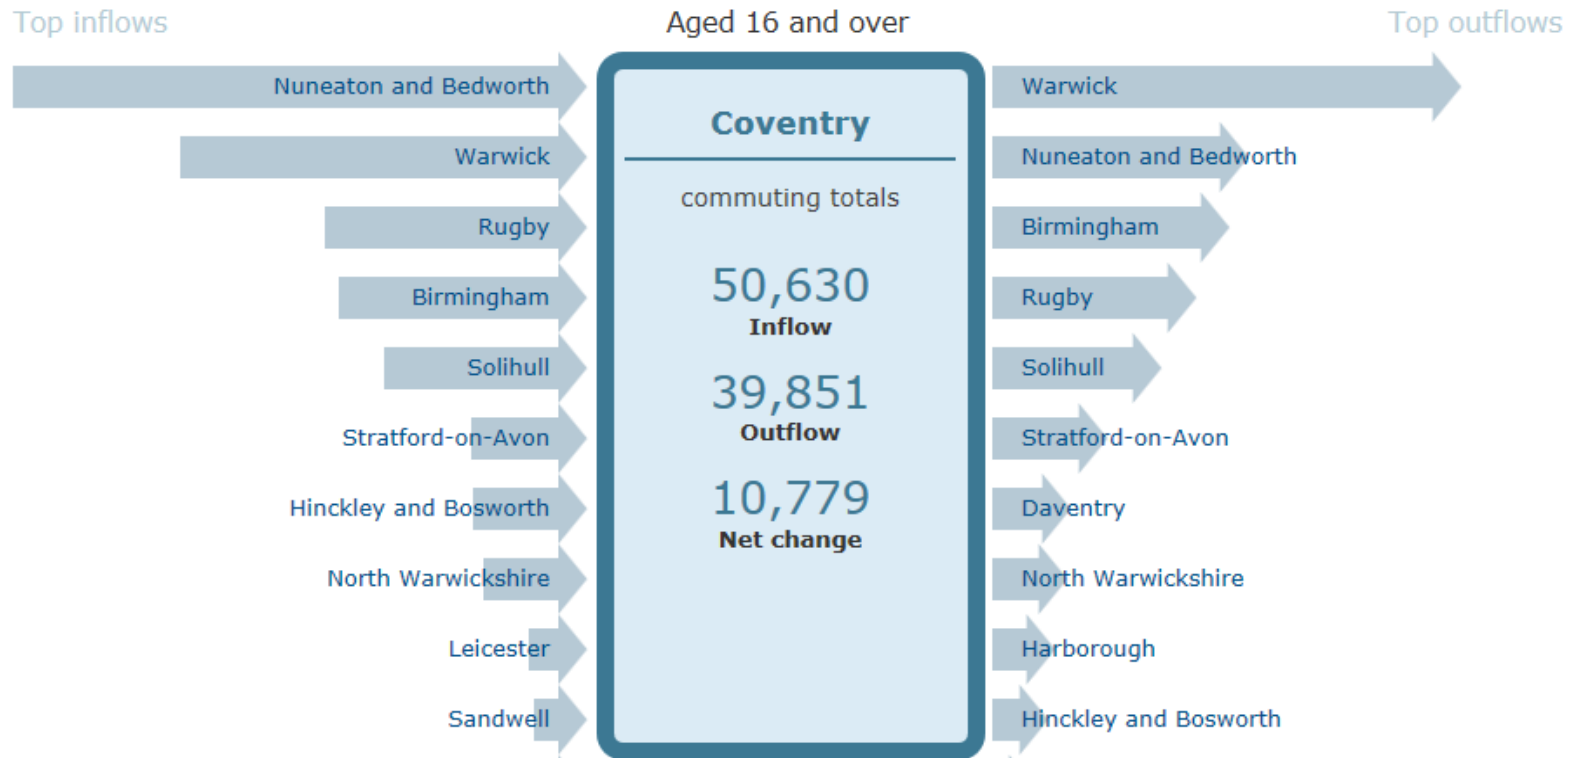 Top inflows
Aged 16 and over
Top outflows
Nuneaton and Bedworth
Warwick
Rugby
Birmingham
Solihull
Stratford-on-Avon
Hinckley and Bosworth
North Warwickshire
Leicester
Sandwell
Coventry
commuting totals
50,630
Inflow
39,851
Outflow
10,779
Net change
Warwick
Nuneaton and Bedworth
Birmingham
Rugby
Solihull
Stratford-on-Avon
Daventry
North Warwickshire
Harborough
Hinckley and Bosworth